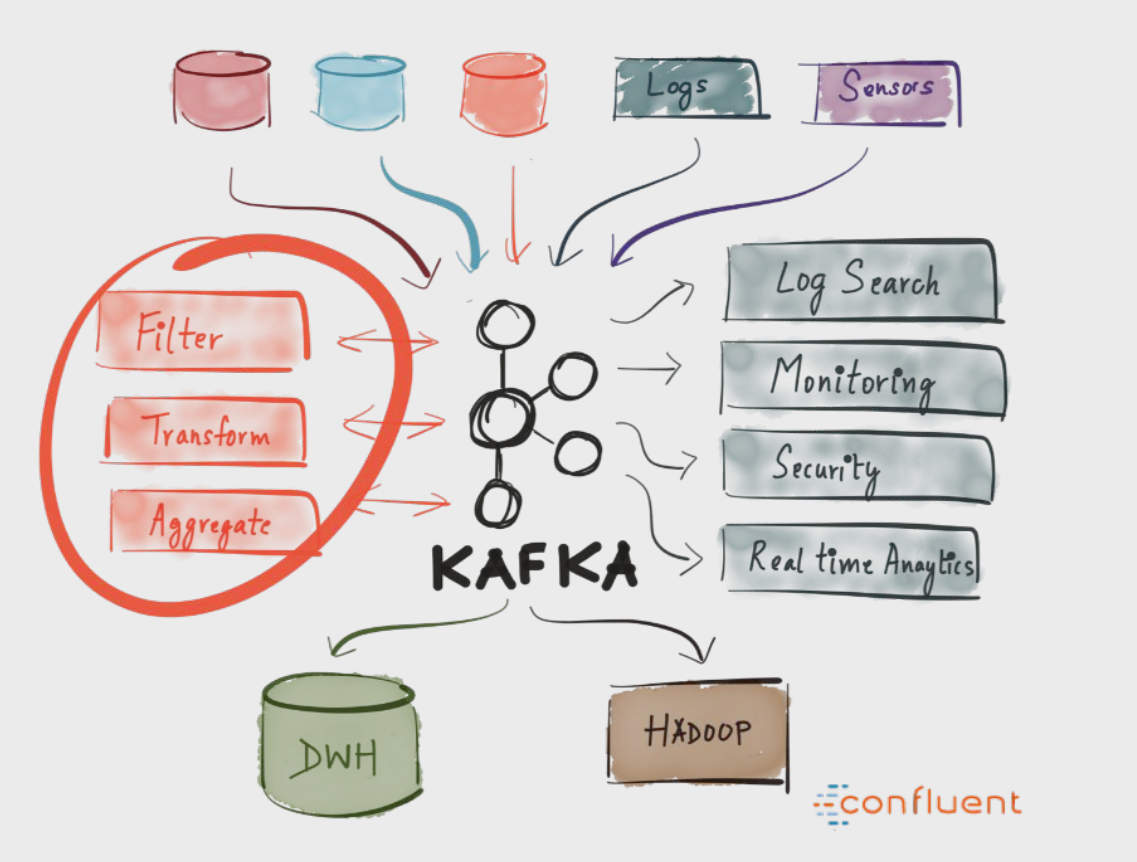 Logs
Sensors
Filter
Transform
Aggregate
Log Search
Monitoring
Security
Real time Anaytics
KAFKA
DWH
HADOOP
confluent